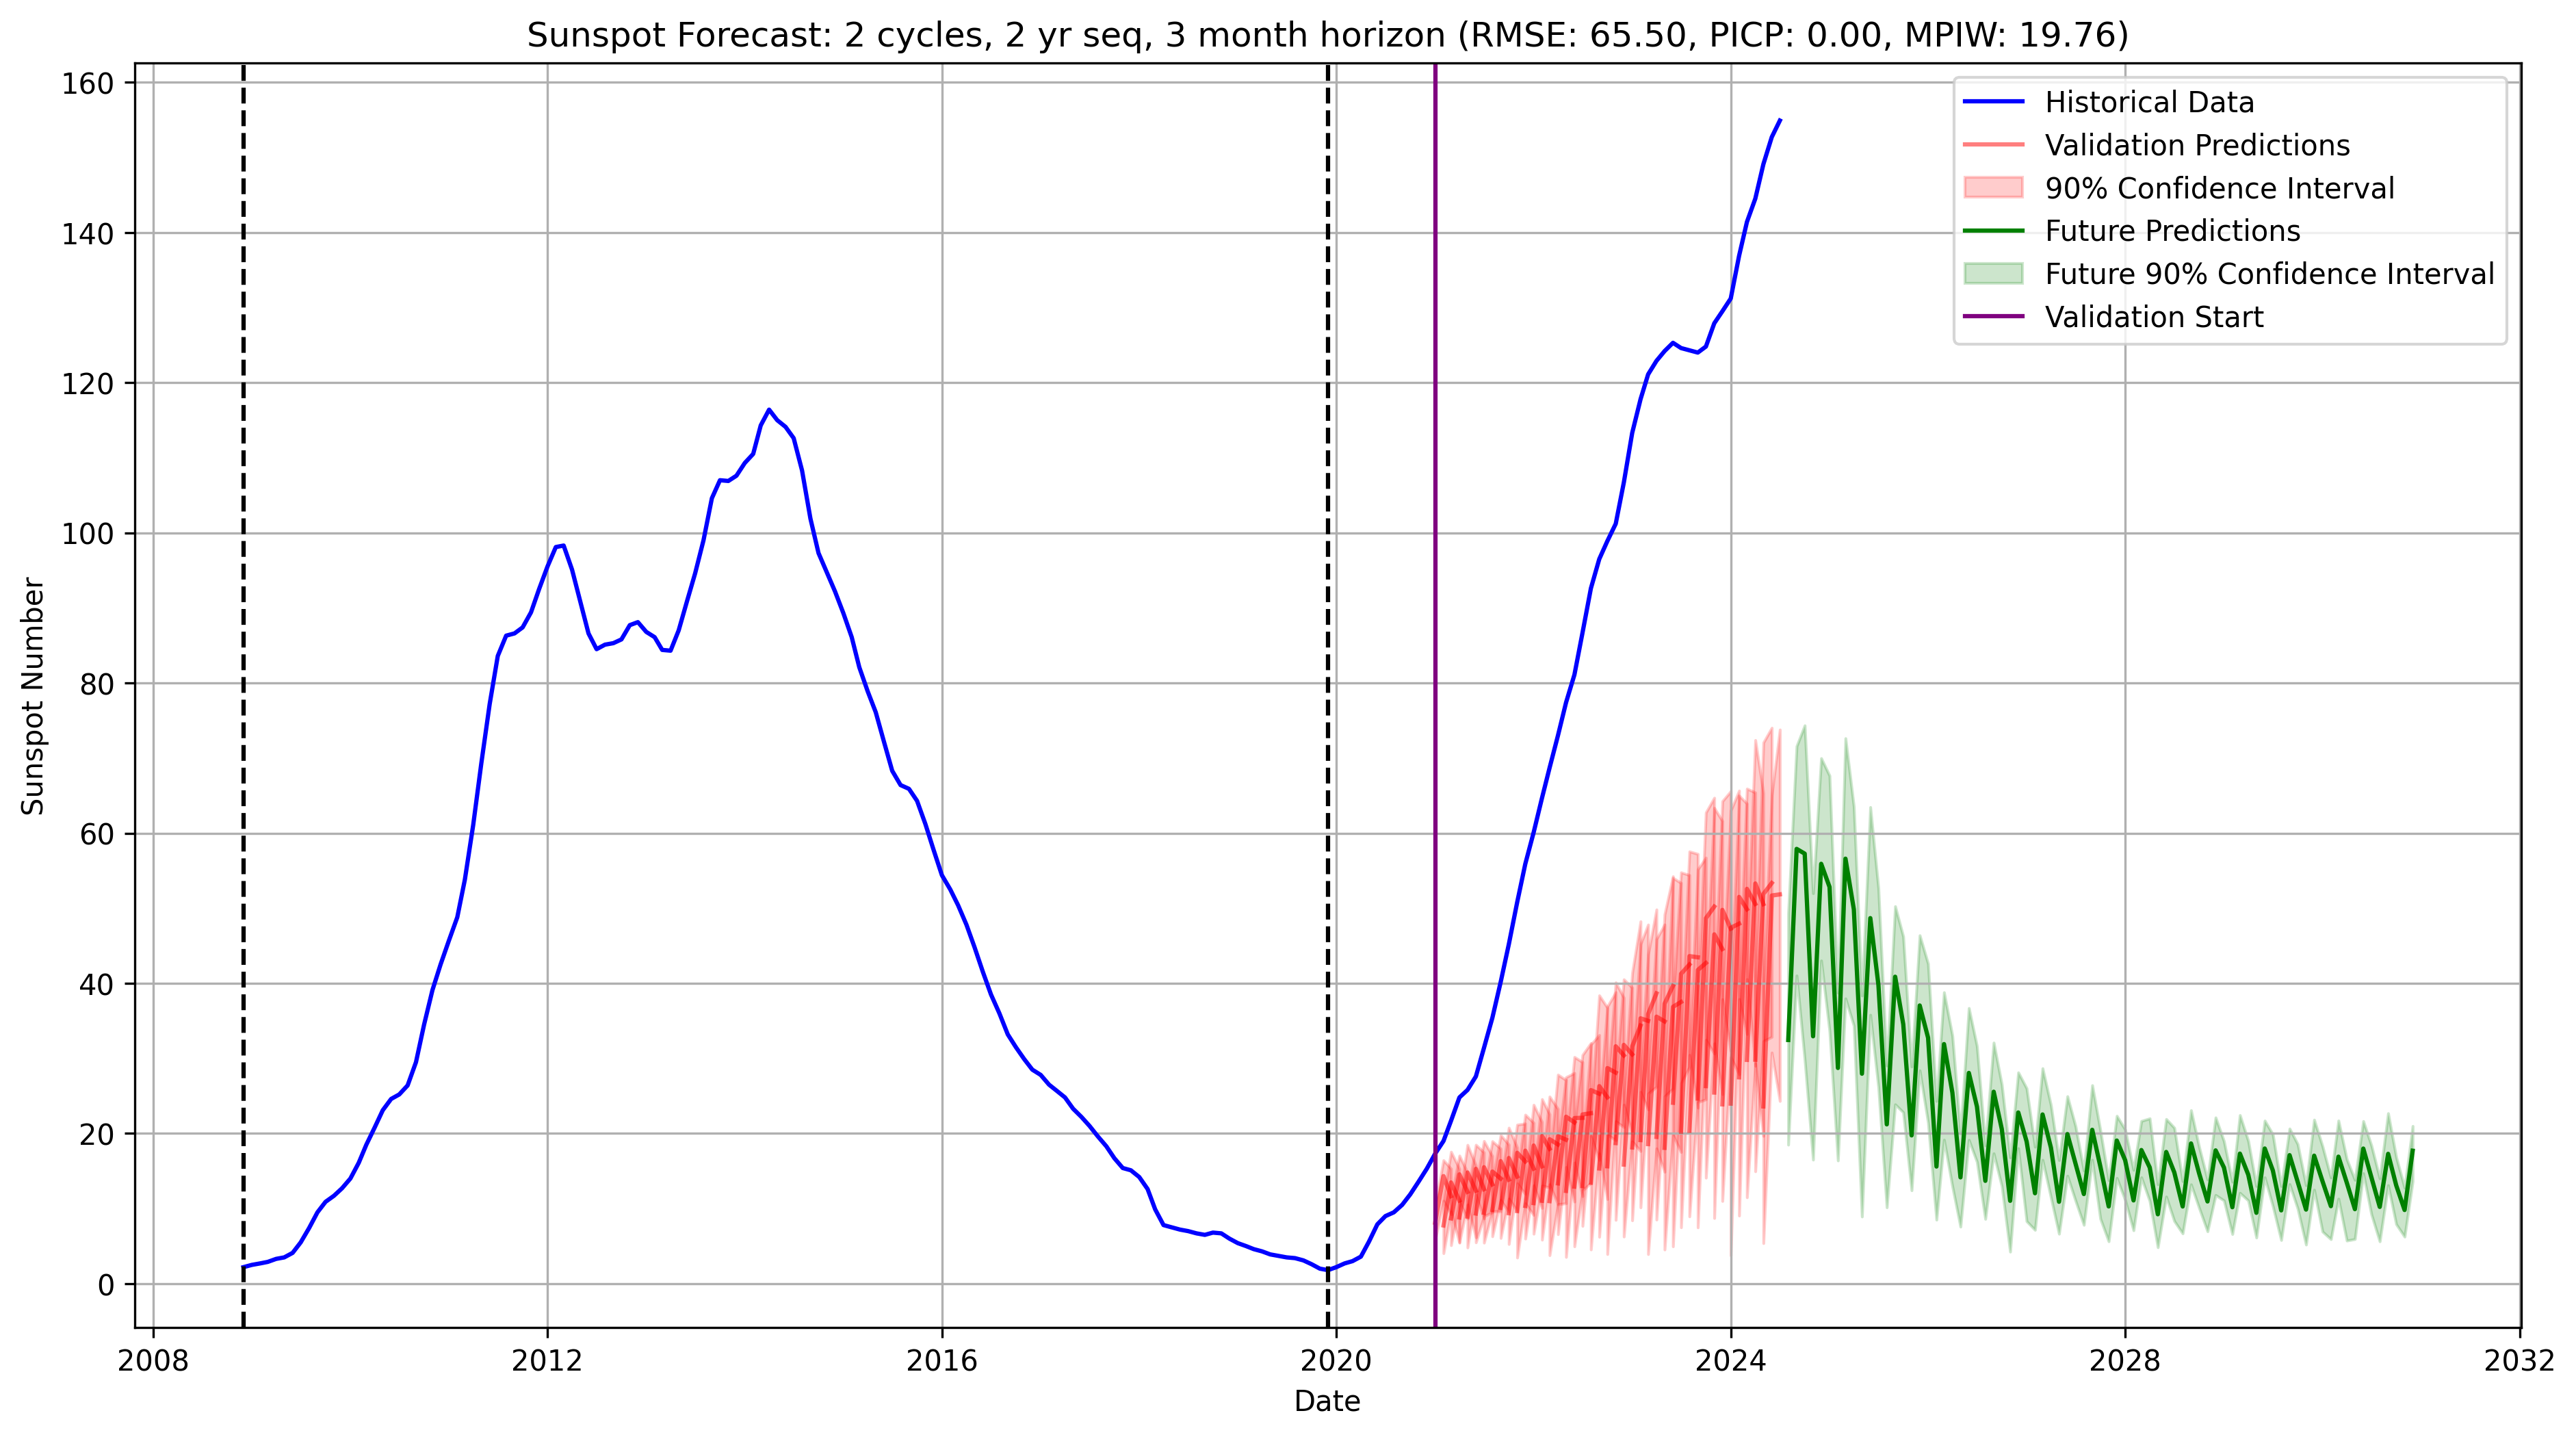 Sunspot Forecast: 2 cycles, 2 yr seq, 3 month horizon (RMSE: 65.50, PICP: 0.00, MPIW: 19.76)
Historical Data
Validation Predictions
90% Confidence Interval
Future Predictions
Future 90% Confidence Interval
Validation Start
160
140
120
100
80
60
40
20
0
Sunspot Number
2008 2012 2016 2020 2024 2028 2032
Date